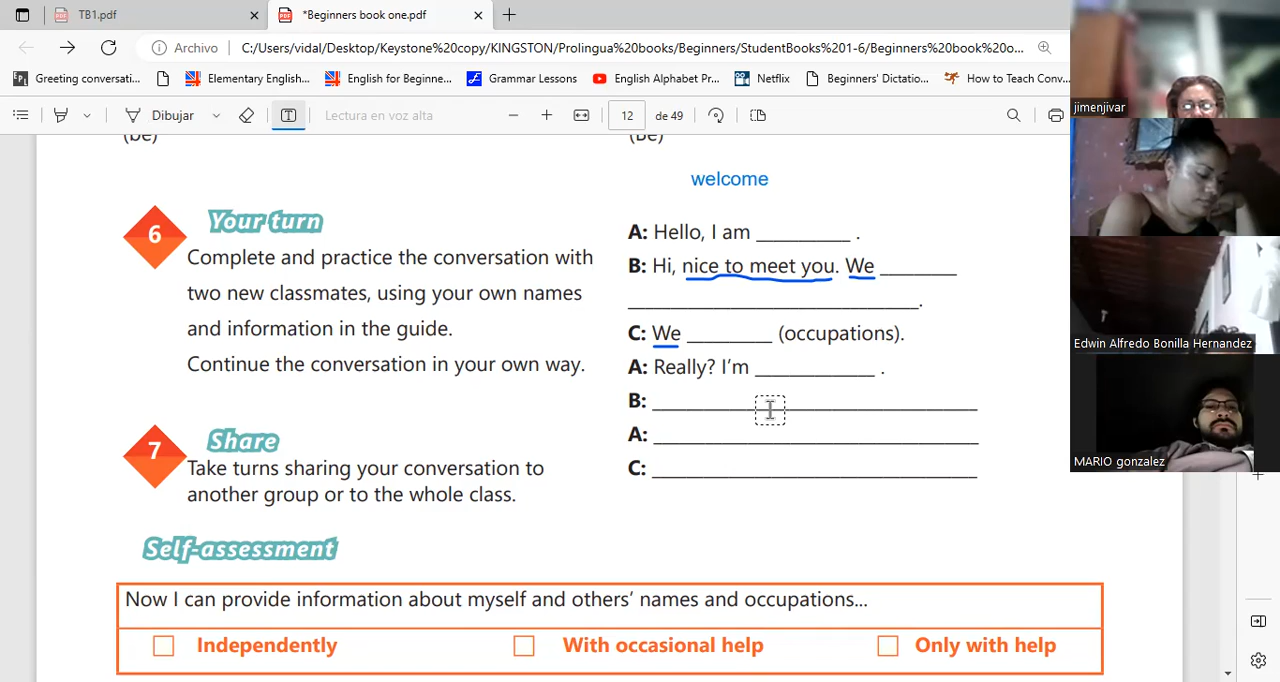 TB1.pdf
*Beginners book one.pdf
Archivo
C:/Users/vidal/Desktop/Keystone%20copy/KINGSTON/Prolingua%20books/Beginners/StudentBooks%201-6/Beginners%20book%20o...
Greeting conversati...
Elementary English...
English for Beginne...
Grammar Lessons
English Alphabet Pr...
Netflix
Beginners' Dictatio...
How to Teach Conv...
Dibujar
Lectura en voz alta
12
de 49
(be)
(be)
welcome
6
Your turn
Complete and practice the conversation with
two new classmates, using your own names
and information in the guide.
Continue the conversation in your own way.
A: Hello, I am __________ .
B: Hi, nice to meet you. We ________
______________________________.
C: We _________ (occupations).
A: Really? I'm _____________ .
B: ___________________________________
A: ___________________________________
C: ___________________________________
7
Share
Take turns sharing your conversation to
another group or to the whole class.
Self-assessment
Now I can provide information about myself and others' names and occupations...
Independently
With occasional help
Only with help
jimenjivar
Edwin Alfredo Bonilla Hernandez
MARIO gonzalez